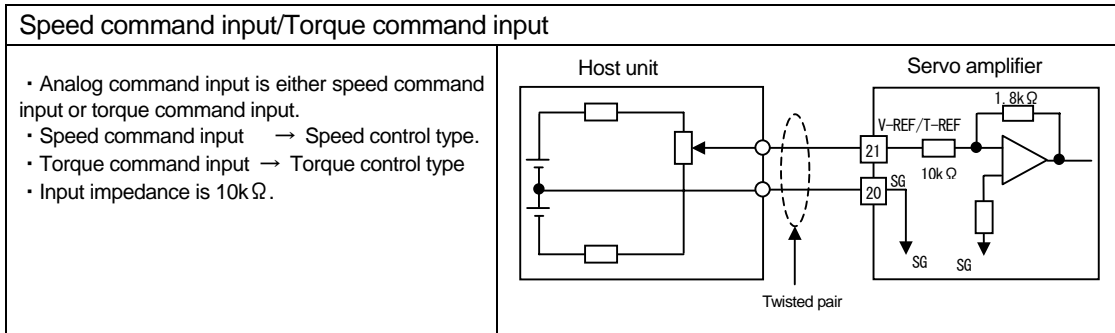 Speed command input/Torque command input
・Analog command input is either speed command
input or torque command input.
・Speed command input → Speed control type.
・Torque command input → Torque control type
・Input impedance is 10kΩ.
Host unit
Servo amplifier
1.8kΩ
V-REF/T-REF
21
10kΩ
20
SG
SG
SG
Twisted pair